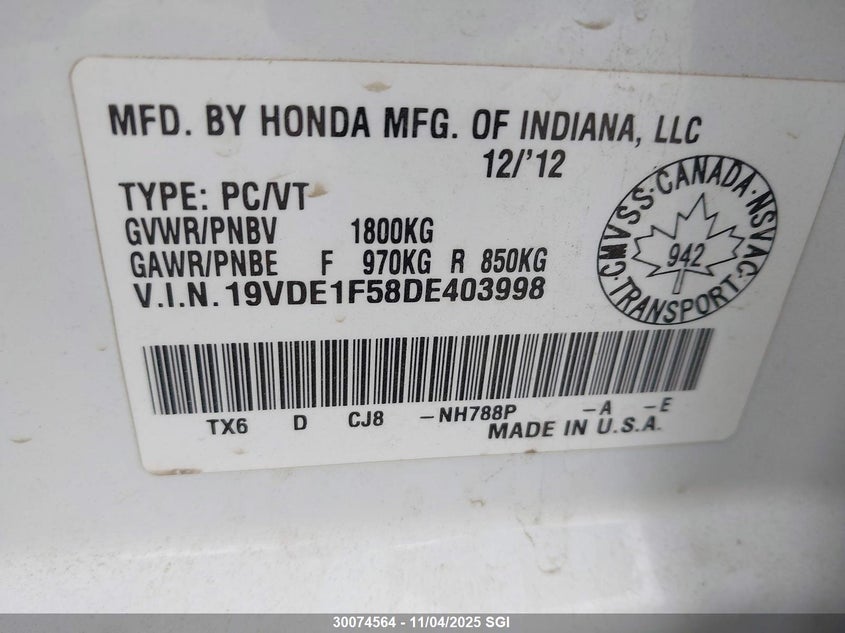 MFD. BY HONDA MFG. OF INDIANA, LLC
12/'12
TYPE: PC/VT
GVWR/PNBV 1800KG
GAWR/PNBE F 970KG R 850KG
V.I.N. 19VDE1F58DE403998
CMVSS · CANADA · NSVAC · TRANSPORT ·
942
TX6 D CJ8 -NH788P -A -E
MADE IN U.S.A.
30074564 - 11/04/2025 SGI